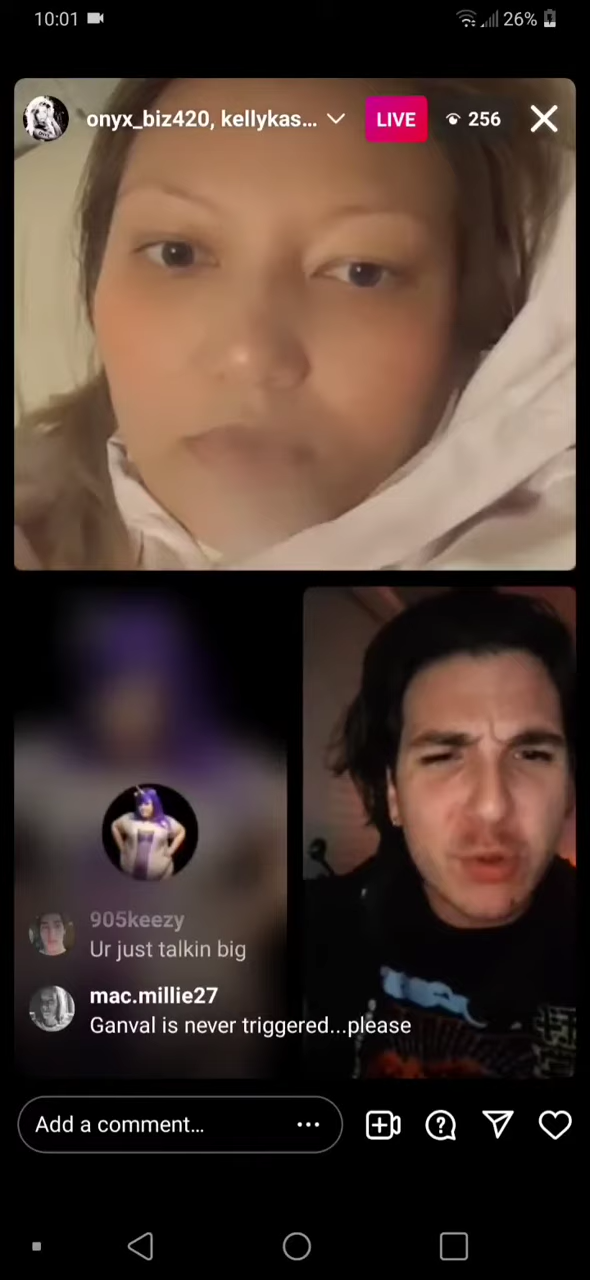 10:01
26%
onyx_biz420, kellykas...
LIVE
256
905keezy
Ur just talkin big
mac.millie27
Ganval is never triggered...please
Add a comment...